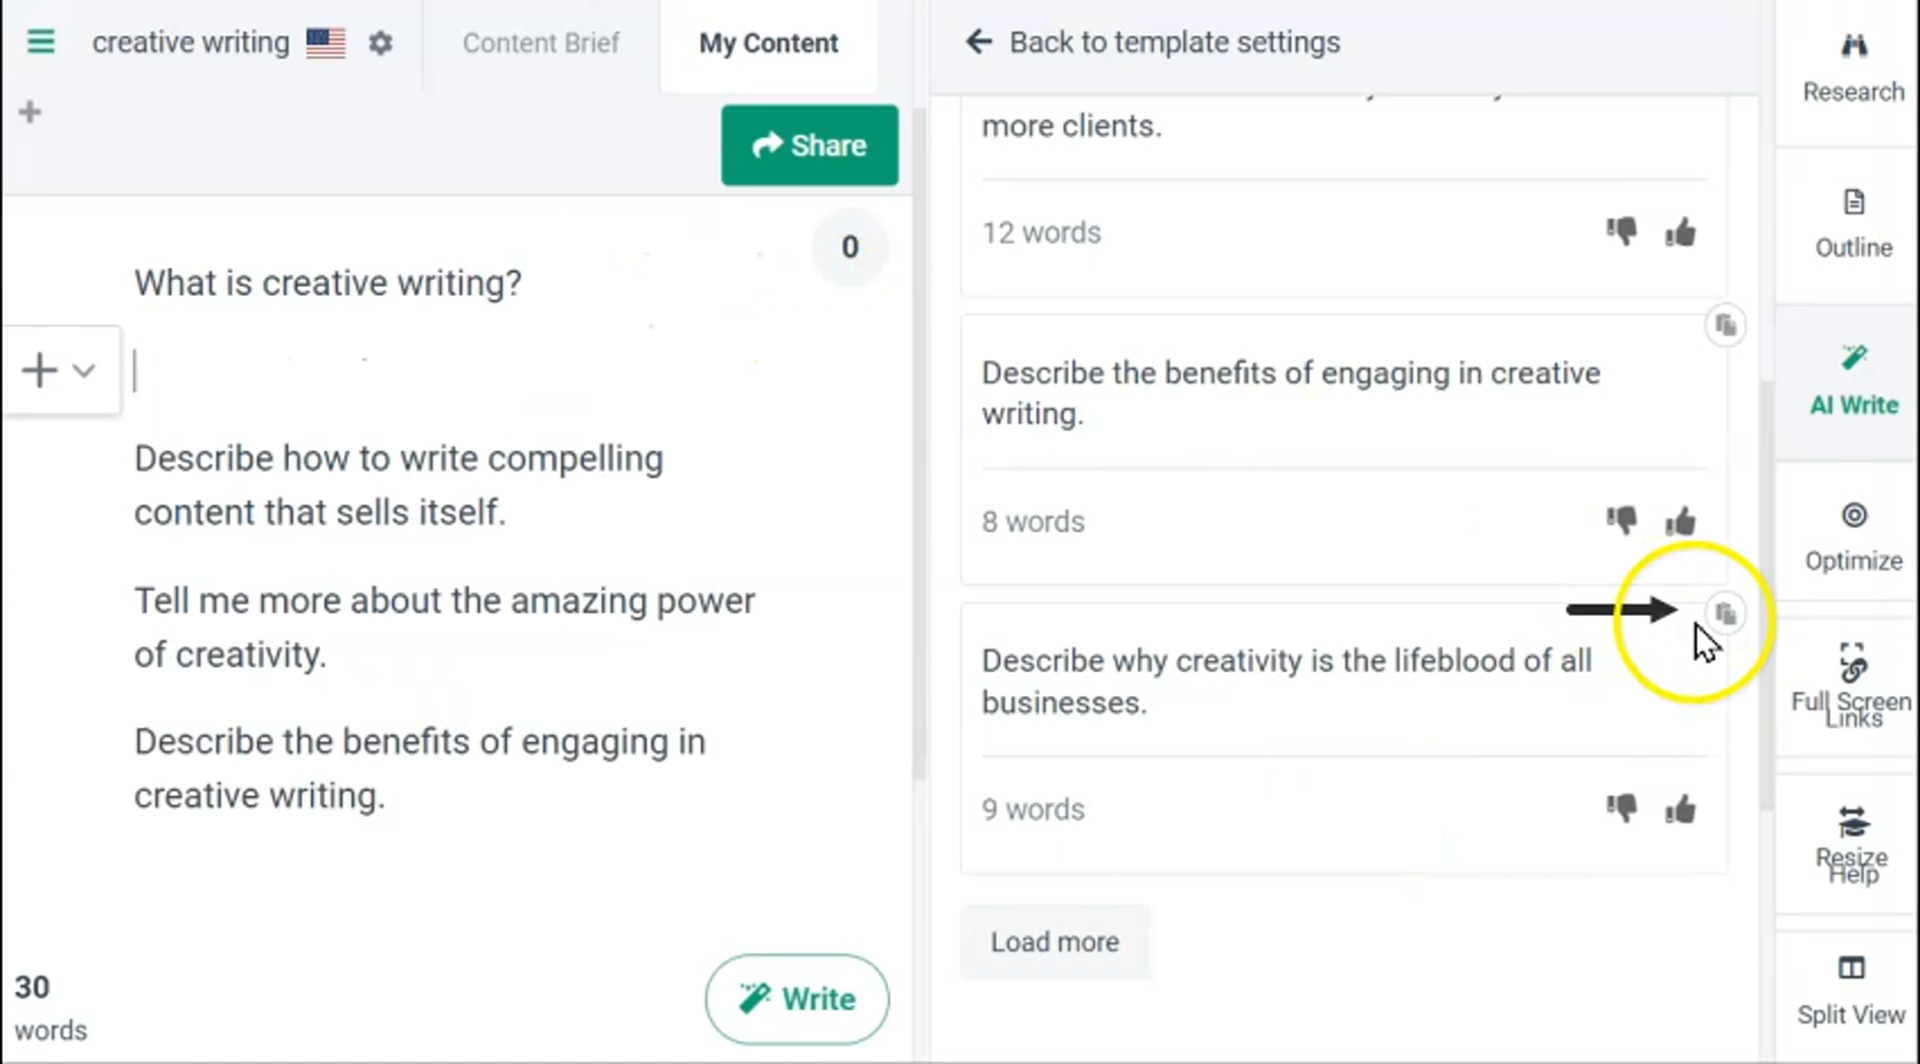 creative writing
Content Brief
My Content
Back to template settings
Share
0
What is creative writing?
Describe how to write compelling
content that sells itself.
Tell me more about the amazing power
of creativity.
Describe the benefits of engaging in
creative writing.
30
words
Write
more clients.
12 words
Describe the benefits of engaging in creative
writing.
8 words
Describe why creativity is the lifeblood of all
businesses.
9 words
Load more
Research
Outline
AI Write
Optimize
Full Screen
Links
Resize
Help
Split View